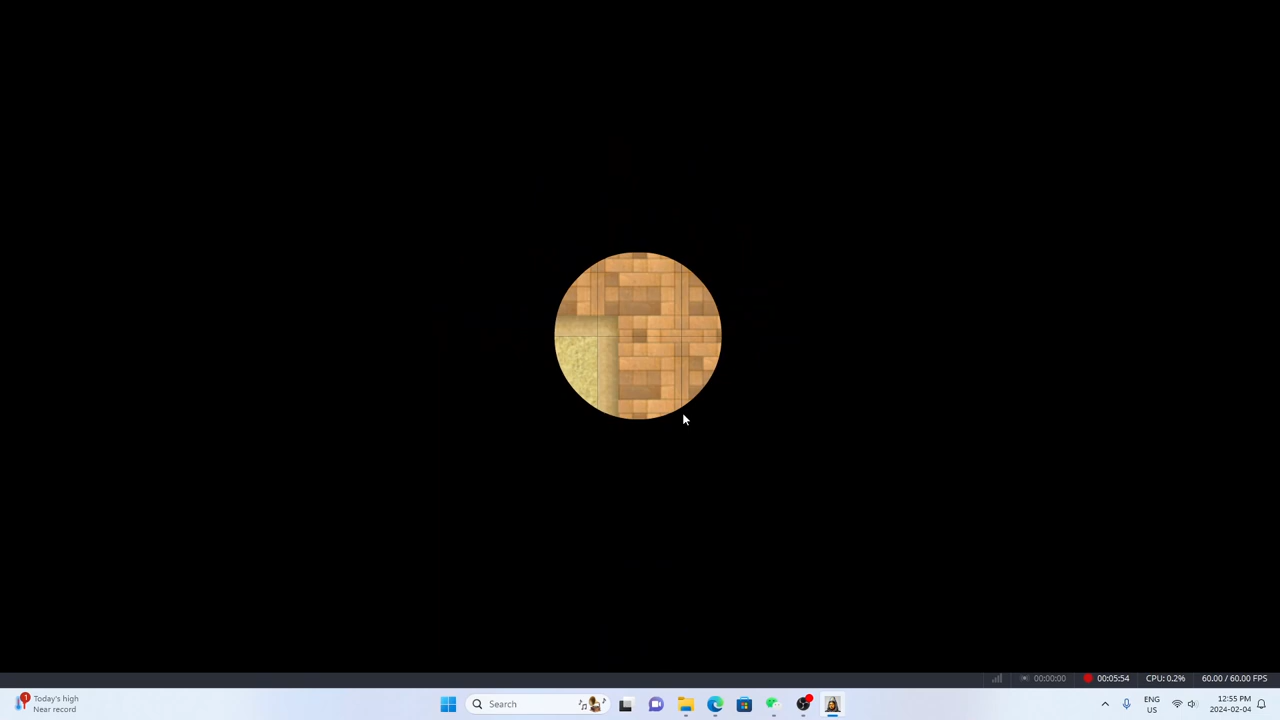 00:00:00
00:05:54
CPU: 0.2%
60.00 / 60.00 FPS
1
Today's high
Near record
Search
ENG
US
12:55 PM
2024-02-04